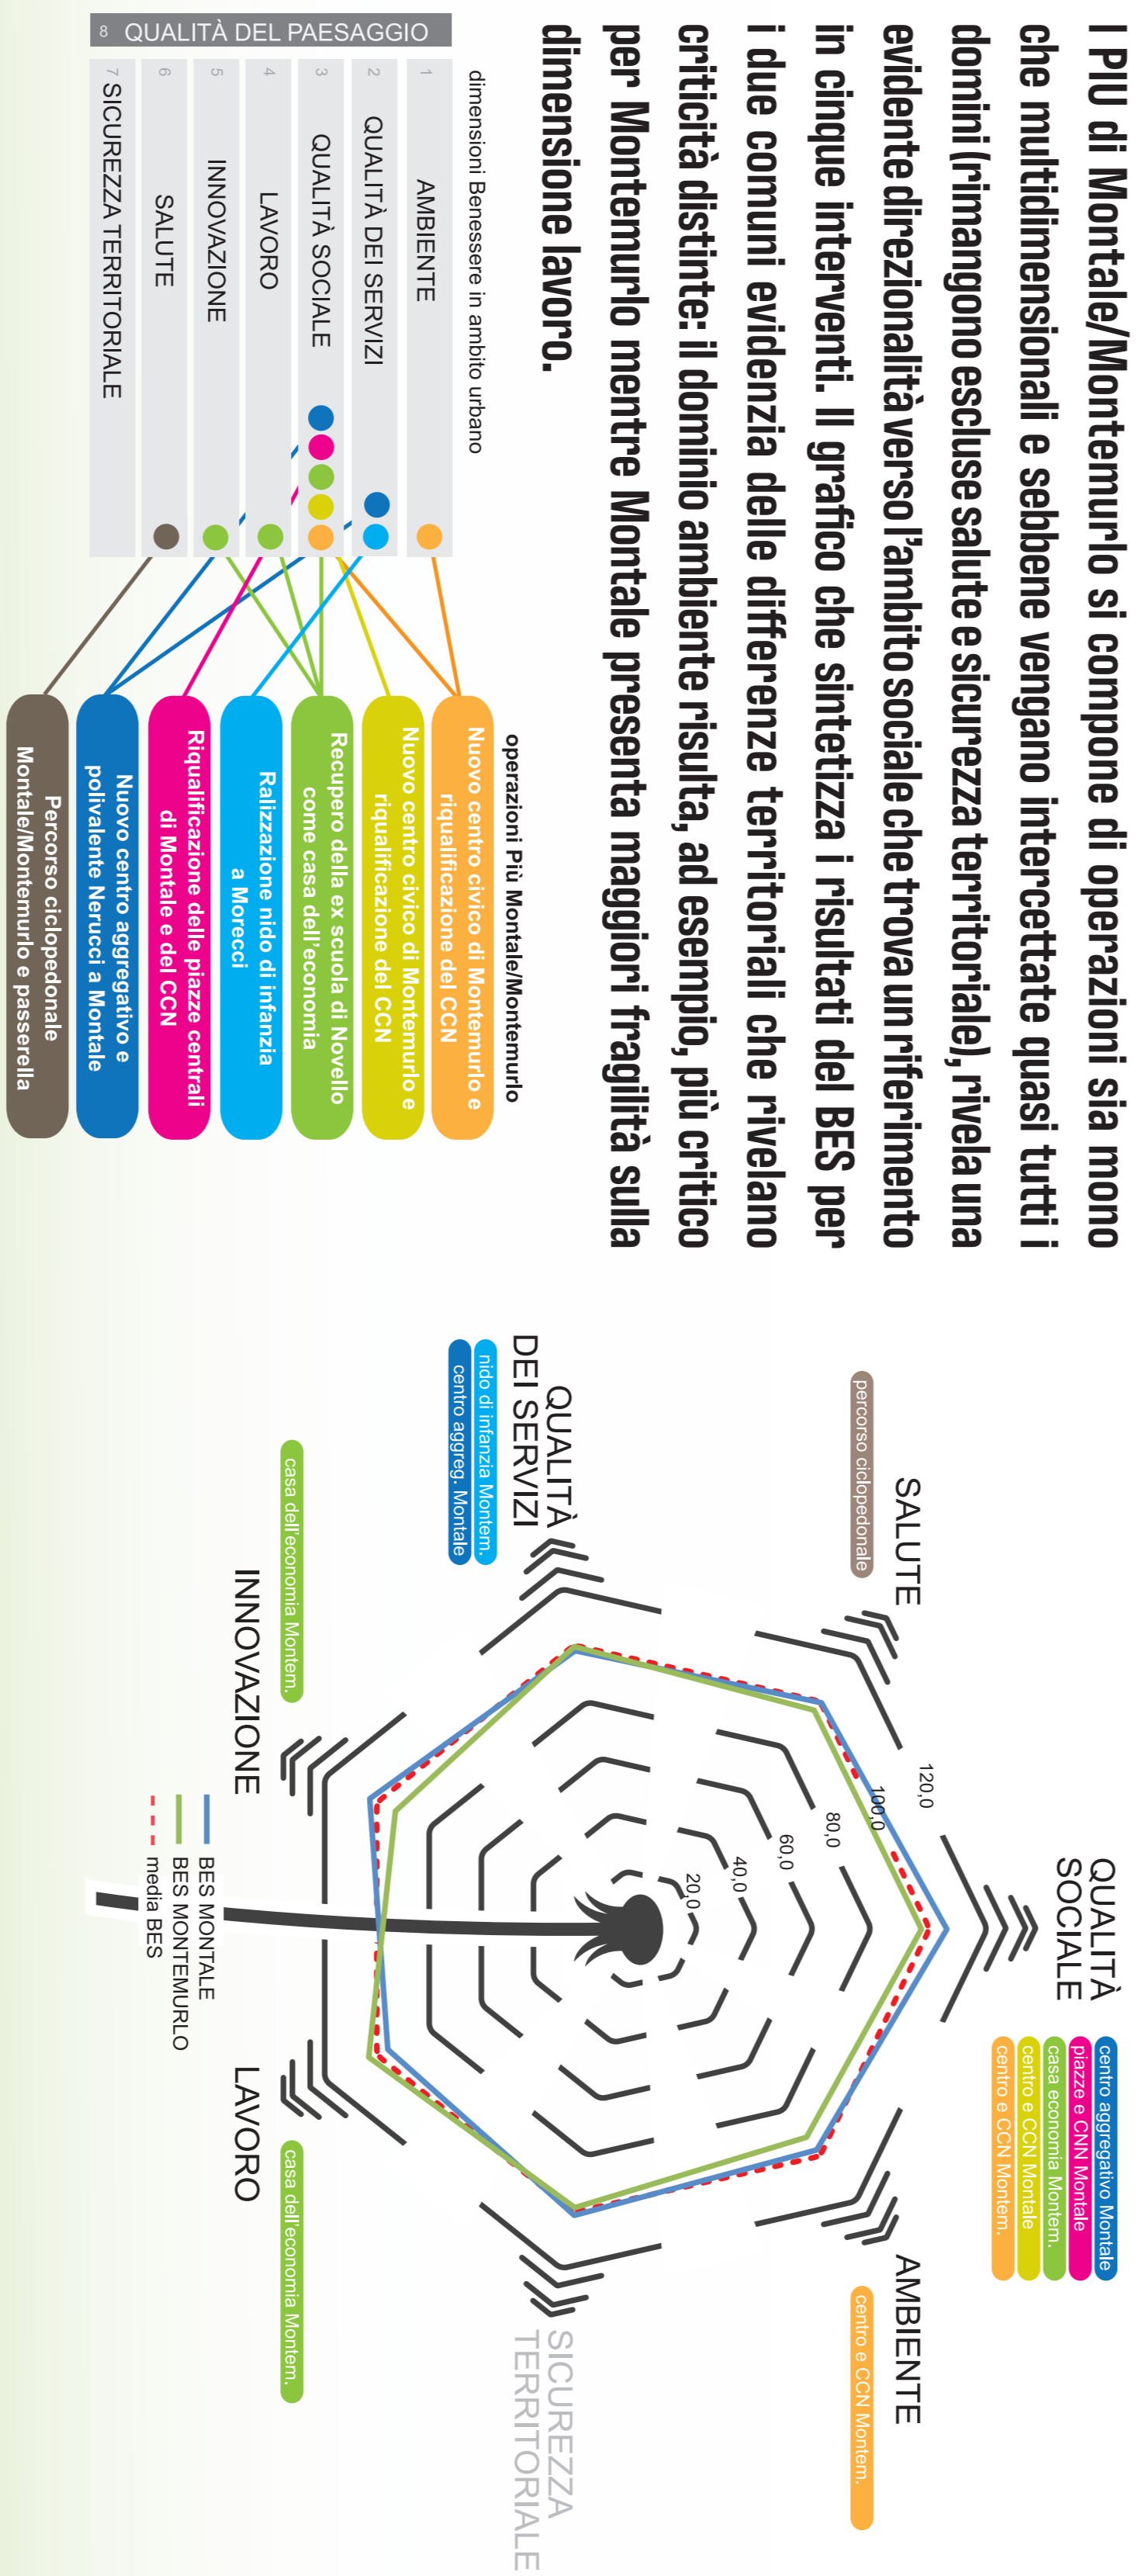 I PIU di Montale/Montemurlo si compone di operazioni sia mono
che multidimensionali e sebbene vengano intercettate quasi tutti i
domini (rimangono escluse salute e sicurezza territoriale), rivela una
evidente direzionalità verso l'ambito sociale che trova un riferimento
in cinque interventi. Il grafico che sintetizza i risultati del BES per
i due comuni evidenzia delle differenze territoriali che rivelano
criticità distinte: il dominio ambiente risulta, ad esempio, più critico
per Montemurlo mentre Montale presenta maggiori fragilità sulla
dimensione lavoro.
dimensioni Benessere in ambito urbano
1 AMBIENTE
2 QUALITÀ DEI SERVIZI
3 QUALITÀ SOCIALE
4 LAVORO
5 INNOVAZIONE
6 SALUTE
7 SICUREZZA TERRITORIALE
8 QUALITÀ DEL PAESAGGIO
operazioni Più Montale/Montemurlo
Nuovo centro civico di Montemurlo e
riqualificazione del CCN
Nuovo centro civico di Montemurlo e
riqualificazione del CCN
Recupero della ex scuola di Novello
come casa dell'economia
Ralizzazione nido di infanzia
a Morecci
Riqualificazione delle piazze centrali
di Montale e del CCN
Nuovo centro aggregativo e
polivalente Nerucci a Montale
Percorso ciclopedonale
Montale/Montemurlo e passerella
QUALITÀ
SOCIALE
centro aggregativo Montale
piazze e CNN Montale
casa economia Montem.
centro e CCN Montale
centro e CCN Montem.
SALUTE
percorso ciclopedonale
AMBIENTE
centro e CCN Montem.
120,0
100,0
80,0
60,0
40,0
20,0
QUALITÀ
DEI SERVIZI
nido di infanzia Montem.
centro aggreg. Montale
SICUREZZA
TERRITORIALE
INNOVAZIONE
casa dell'economia Montem.
LAVORO
casa dell'economia Montem.
BES MONTALE
BES MONTEMURLO
media BES